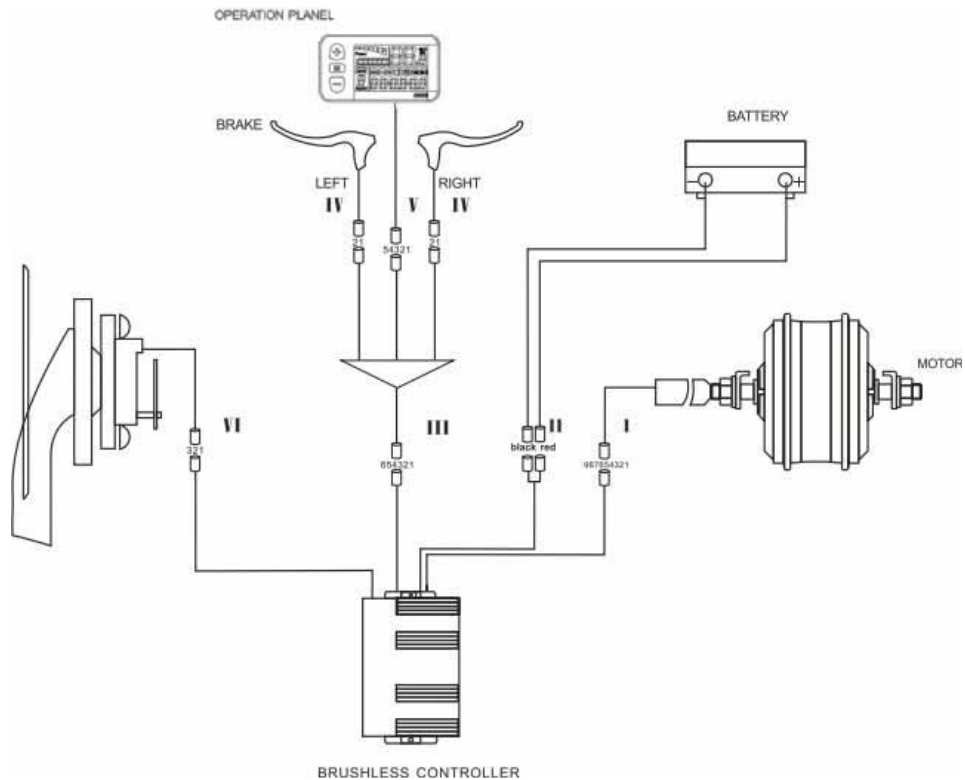 OPERATION PLANEL
BRAKE
BATTERY
LEFT
RIGHT
IV
V
IV
- +
21
54321
21
MOTOR
VI
III
II
I
321
654321
black red
987654321
BRUSHLESS CONTROLLER